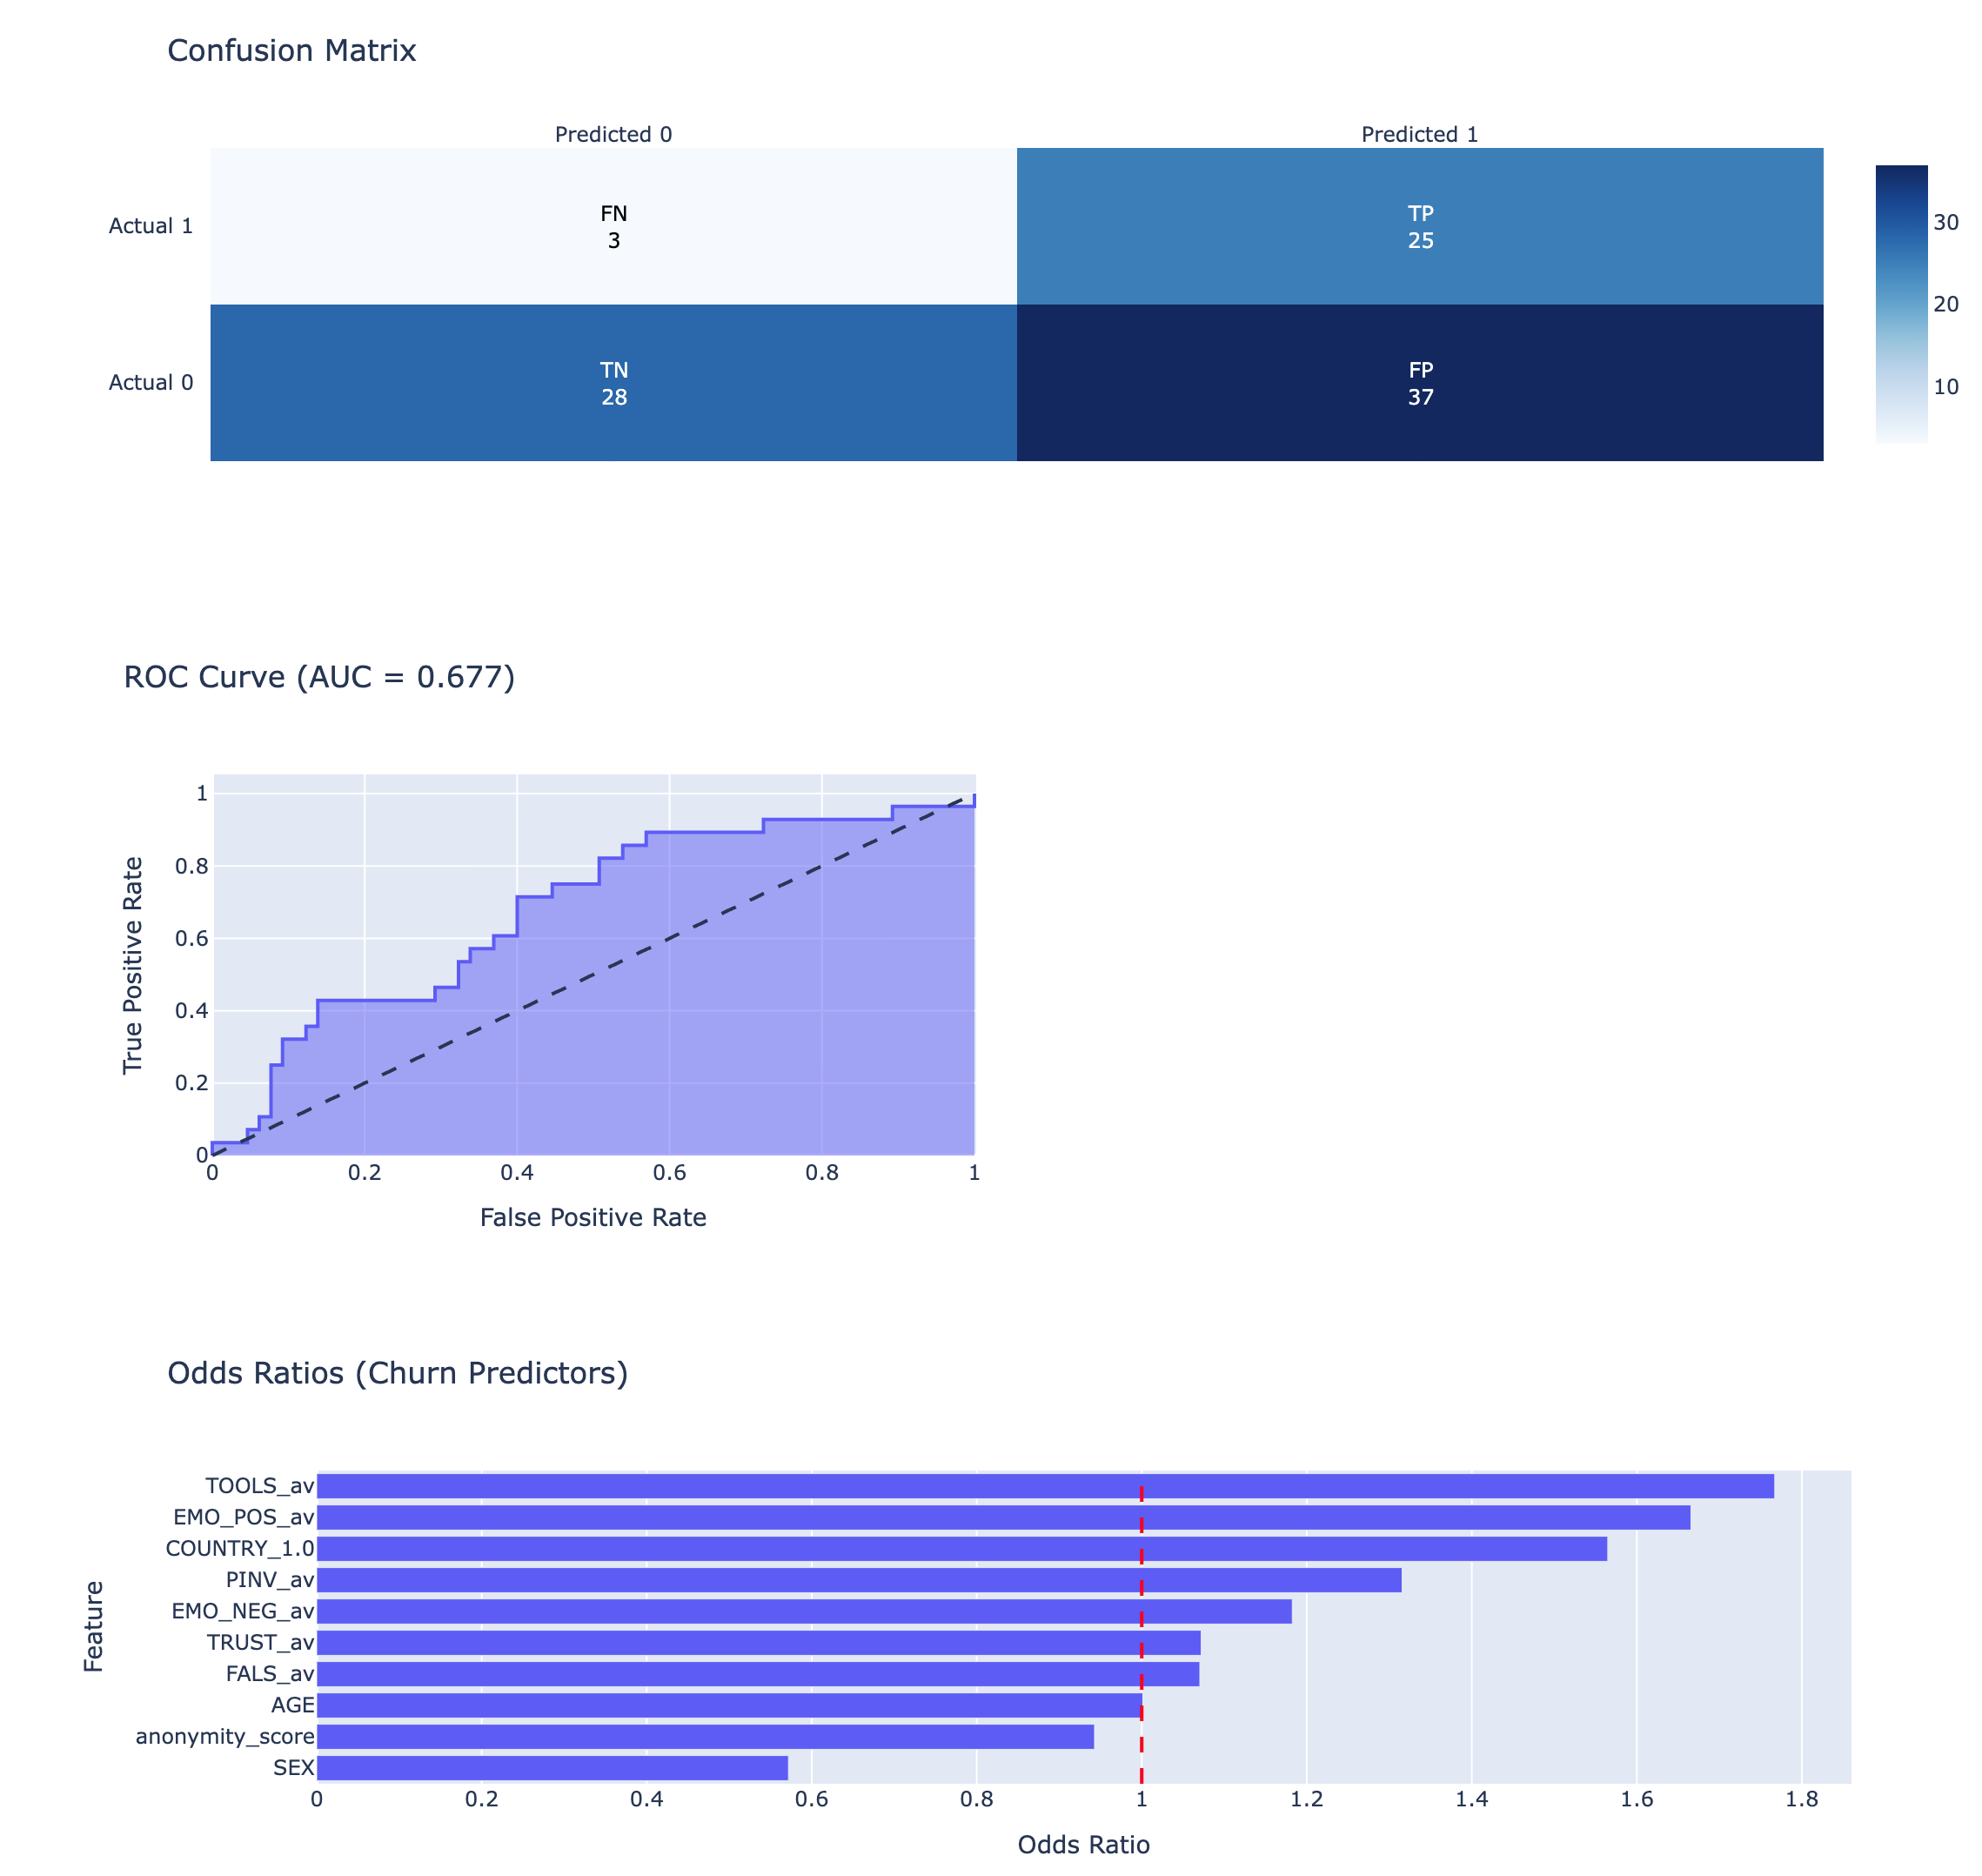 Confusion Matrix
Predicted 0 Predicted 1
Actual 1
FN
3
TP
25
Actual 0
TN
28
FP
37
30
20
10
ROC Curve (AUC = 0.677)
True Positive Rate
1
0.8
0.6
0.4
0.2
0
0 0.2 0.4 0.6 0.8 1
False Positive Rate
Odds Ratios (Churn Predictors)
Feature
TOOLS_av
EMO_POS_av
COUNTRY_1.0
PINV_av
EMO_NEG_av
TRUST_av
FALS_av
AGE
anonymity_score
SEX
0 0.2 0.4 0.6 0.8 1 1.2 1.4 1.6 1.8
Odds Ratio